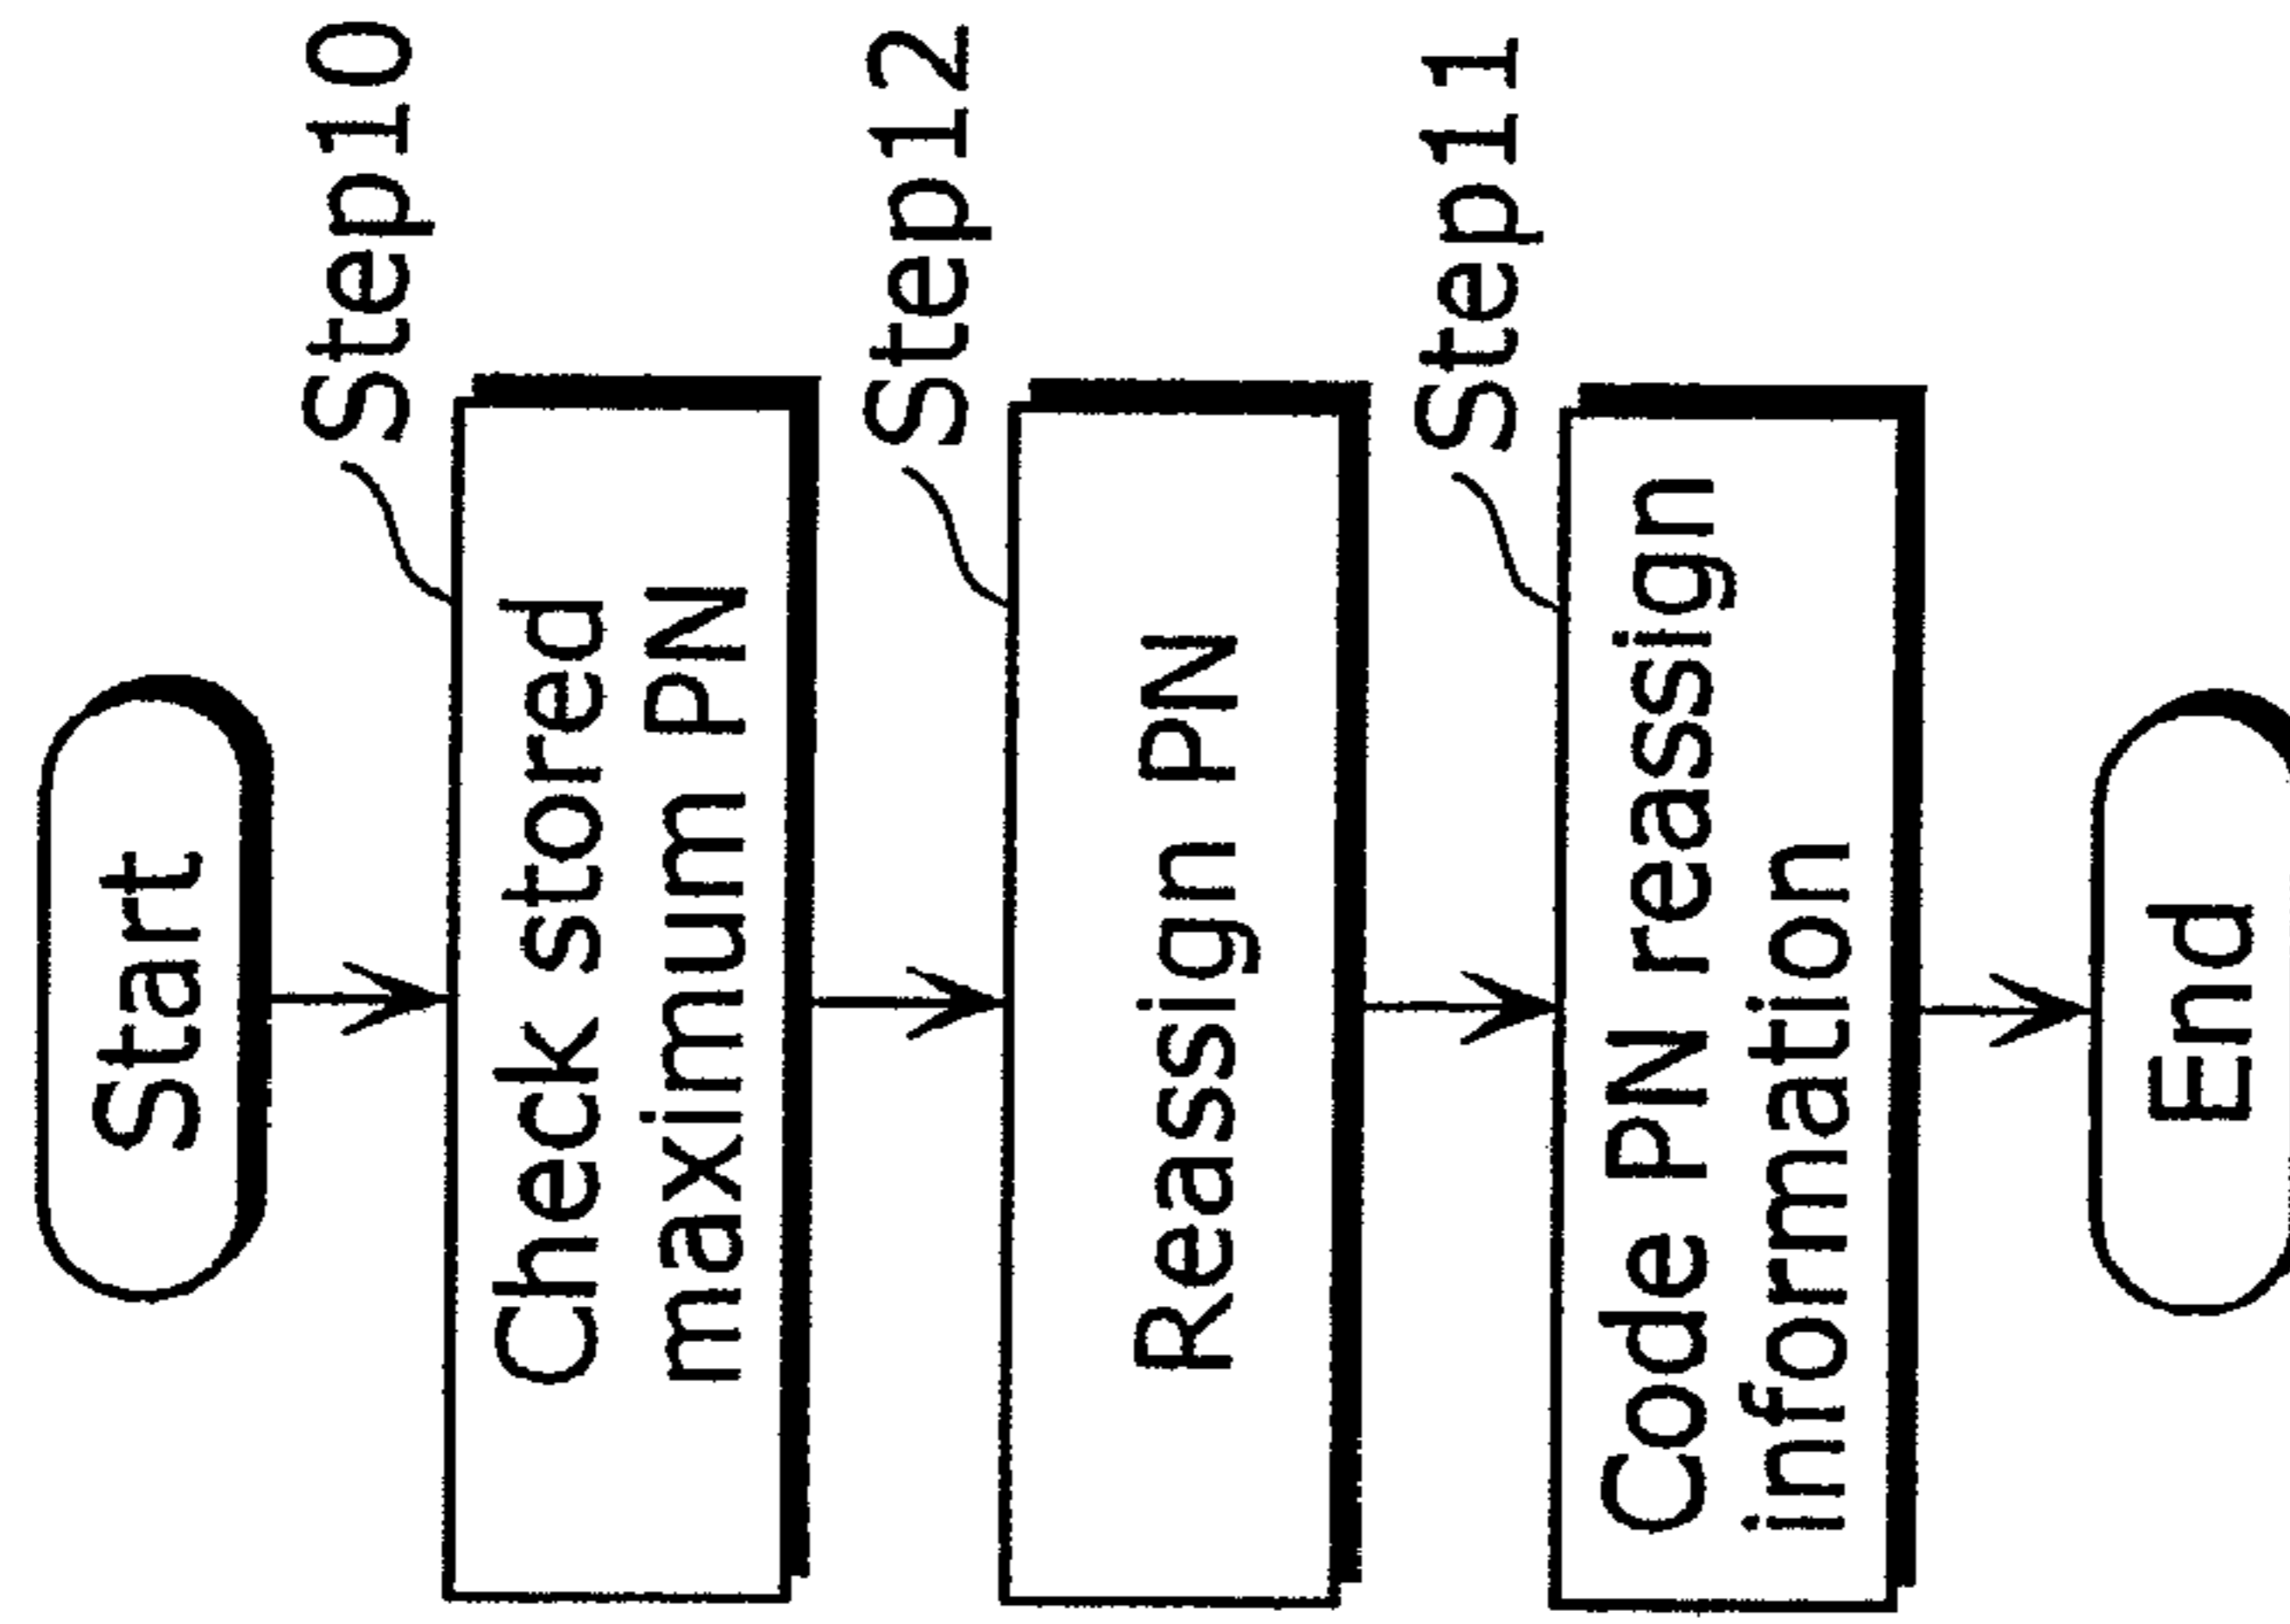 Start
Step10
Check stored
maximum PN
Step12
Reassign PN
Step11
Code PN reassign
information
End